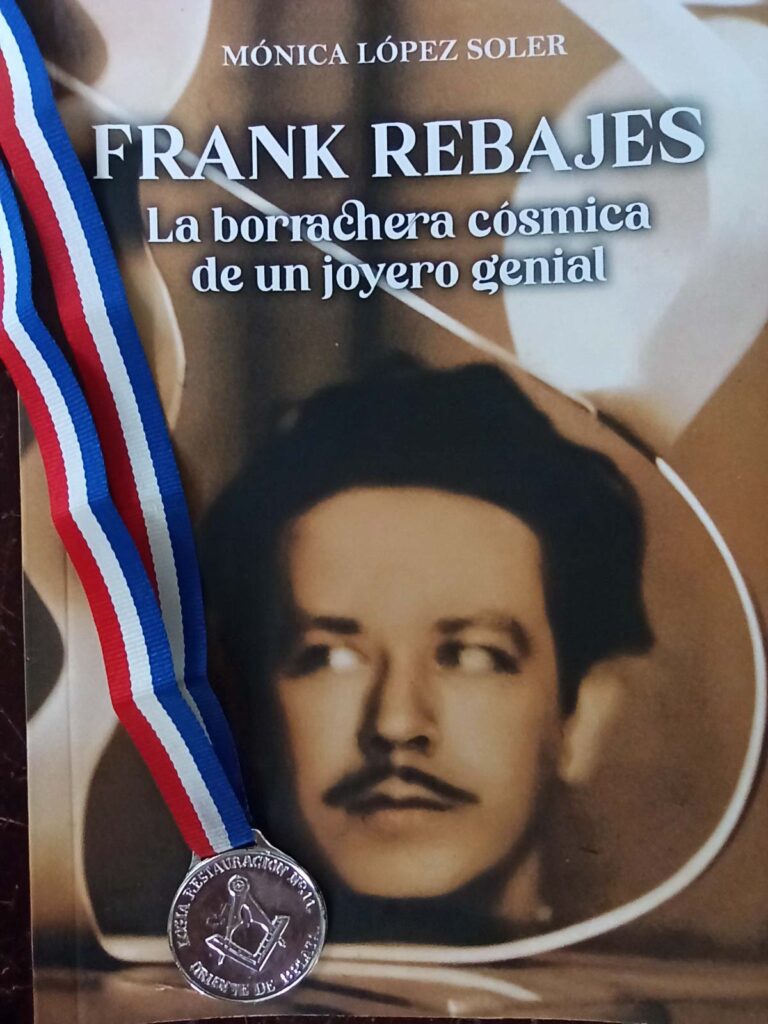 MÓNICA LÓPEZ SOLER
FRANK REBAJES
La borrachera cósmica
de un joyero genial
LOGIA RESTAURACION No. 11
ORIENTE DE